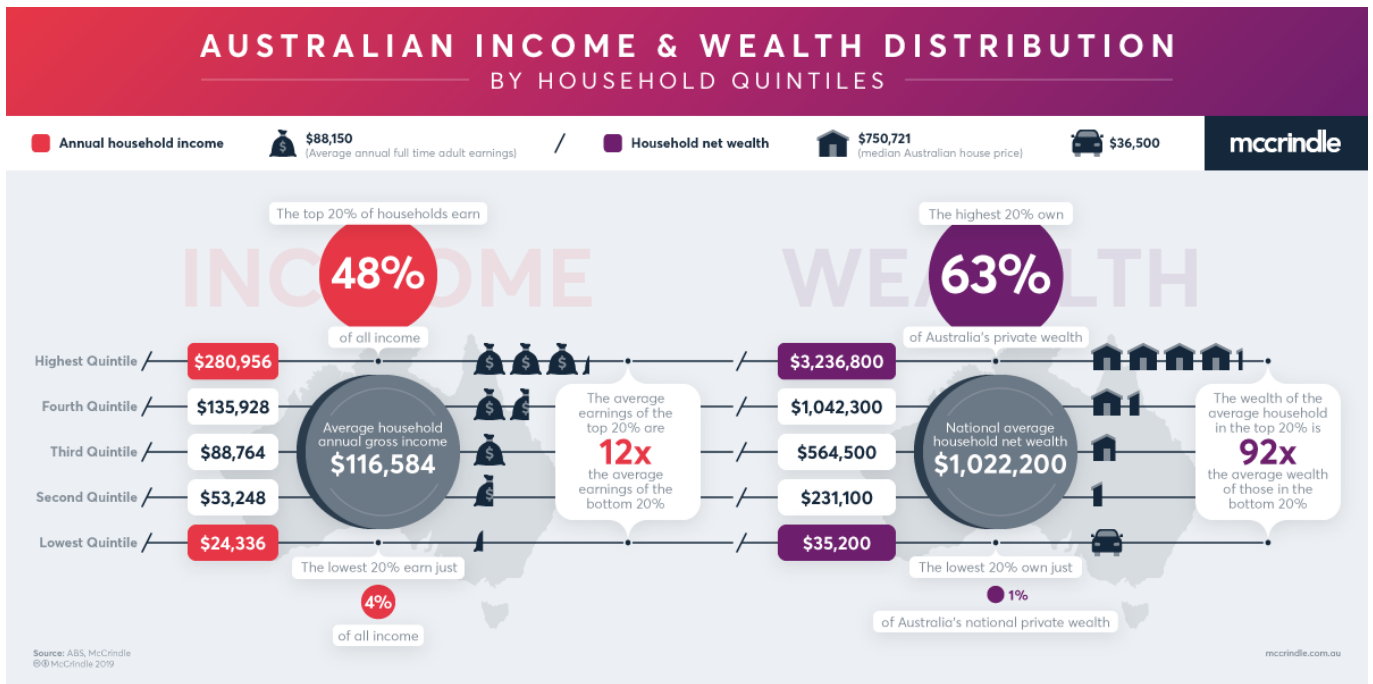 AUSTRALIAN INCOME & WEALTH DISTRIBUTION
BY HOUSEHOLD QUINTILES
Annual household income
$88,150
(Average annual full time adult earnings)
/
Household net wealth
$750,721
(median Australian house price)
$36,500
mccrindle
INCOME
The top 20% of households earn
48%
of all income
WEALTH
The highest 20% own
63%
of Australia's private wealth
Highest Quintile
$280,956
$3,236,800
Fourth Quintile
$135,928
$1,042,300
Third Quintile
$88,764
$564,500
Second Quintile
$53,248
$231,100
Lowest Quintile
$24,336
$35,200
Average household
annual gross income
$116,584
The average
earnings of the
top 20% are
12x
the average
earnings of the
bottom 20%
National average
household net wealth
$1,022,200
The wealth of the
average household
in the top 20% is
92x
the average wealth
of those in the
bottom 20%
The lowest 20% earn just
4%
of all income
The lowest 20% own just
1%
of Australia's national private wealth
Source: ABS, McCrindle
McCrindle 2019
mccrindle.com.au